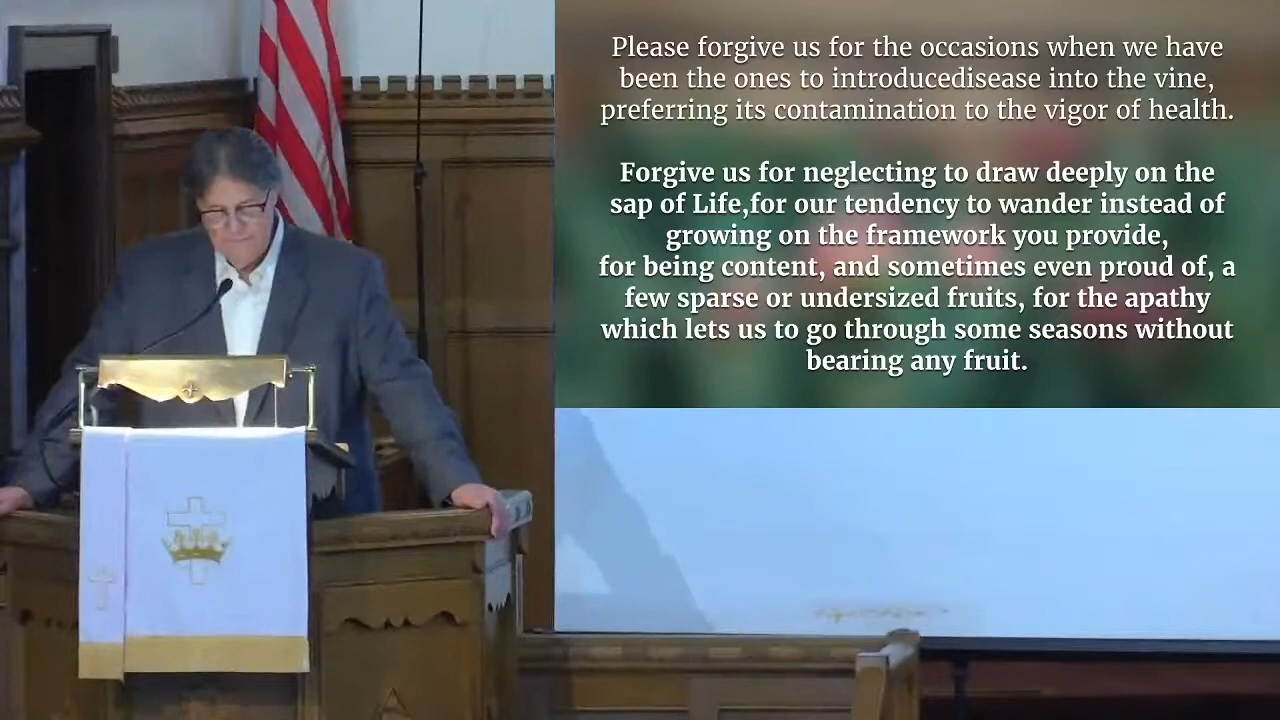 Please forgive us for the occasions when we have
been the ones to introducedisease into the vine,
preferring its contamination to the vigor of health.
Forgive us for neglecting to draw deeply on the
sap of Life,for our tendency to wander instead of
growing on the framework you provide,
for being content, and sometimes even proud of, a
few sparse or undersized fruits, for the apathy
which lets us to go through some seasons without
bearing any fruit.